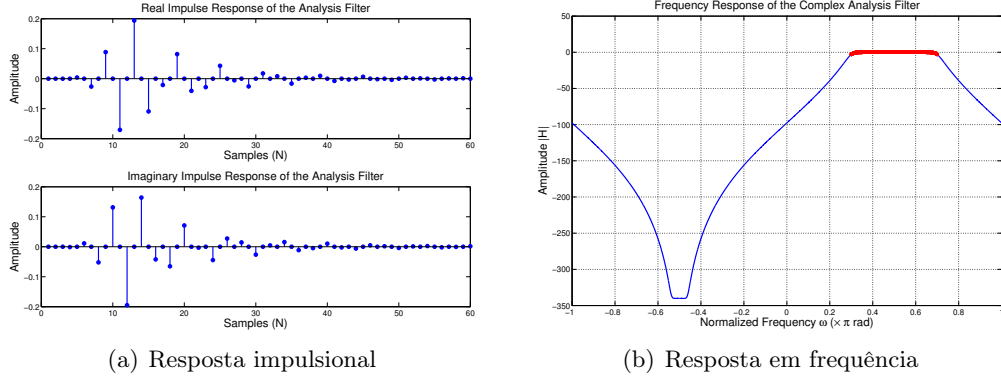 Real Impulse Response of the Analysis Filter
0.2
0.1
0
−0.1
−0.2
Amplitude
0 10 20 30 40 50 60
Samples (N)
Imaginary Impulse Response of the Analysis Filter
0.2
0.1
0
−0.1
−0.2
Amplitude
0 10 20 30 40 50 60
Samples (N)
(a) Resposta impulsional
Frequency Response of the Complex Analysis Filter
50
0
−50
−100
−150
−200
−250
−300
−350
Amplitude |H|
−1 −0.8 −0.6 −0.4 −0.2 0 0.2 0.4 0.6 0.8 1
Normalized Frequency ω (× π rad)
(b) Resposta em frequência